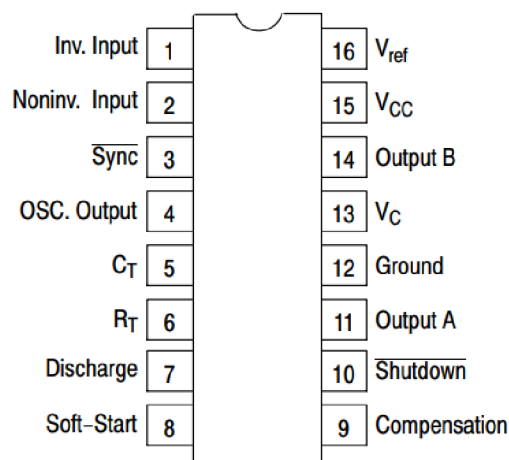 Inv. Input 1 16 Vref
Noninv. Input 2 15 VCC
Sync 3 14 Output B
OSC. Output 4 13 VC
CT 5 12 Ground
RT 6 11 Output A
Discharge 7 10 Shutdown
Soft-Start 8 9 Compensation